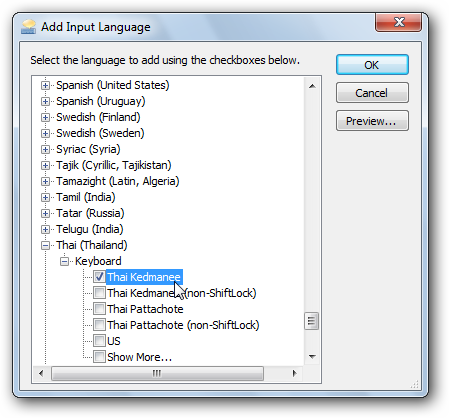 Add Input Language
Select the language to add using the checkboxes below.
Spanish (United States)
Spanish (Uruguay)
Swedish (Finland)
Swedish (Sweden)
Syriac (Syria)
Tajik (Cyrillic, Tajikistan)
Tamazight (Latin, Algeria)
Tamil (India)
Tatar (Russia)
Telugu (India)
Thai (Thailand)
Keyboard
Thai Kedmanee
Thai Kedmanee (non-ShiftLock)
Thai Pattachote
Thai Pattachote (non-ShiftLock)
US
Show More...
OK
Cancel
Preview...